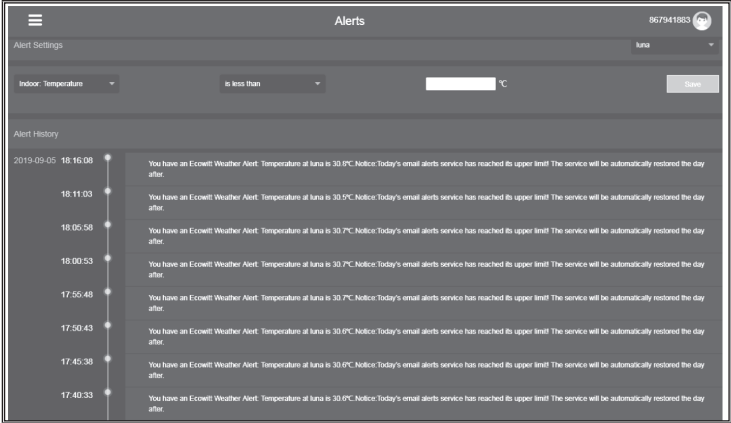 Alerts
867941883
Alert Settings
luna
Indoor: Temperature
is less than
℃
Save
Alert History
2019-09-05 18:16:08
You have an Ecowitt Weather Alert: Temperature at luna is 30.8℃.Notice:Today's email alerts service has reached its upper limit! The service will be automatically restored the day
after.
18:11:03
You have an Ecowitt Weather Alert: Temperature at luna is 30.5℃.Notice:Today's email alerts service has reached its upper limit! The service will be automatically restored the day
after.
18:05:58
You have an Ecowitt Weather Alert: Temperature at luna is 30.7℃.Notice:Today's email alerts service has reached its upper limit! The service will be automatically restored the day
after.
18:00:53
You have an Ecowitt Weather Alert: Temperature at luna is 30.7℃.Notice:Today's email alerts service has reached its upper limit! The service will be automatically restored the day
after.
17:55:48
You have an Ecowitt Weather Alert: Temperature at luna is 30.7℃.Notice:Today's email alerts service has reached its upper limit! The service will be automatically restored the day
after.
17:50:43
You have an Ecowitt Weather Alert: Temperature at luna is 30.6℃.Notice:Today's email alerts service has reached its upper limit! The service will be automatically restored the day
after.
17:45:38
You have an Ecowitt Weather Alert: Temperature at luna is 30.6℃.Notice:Today's email alerts service has reached its upper limit! The service will be automatically restored the day
after.
17:40:33
You have an Ecowitt Weather Alert: Temperature at luna is 30.6℃.Notice:Today's email alerts service has reached its upper limit! The service will be automatically restored the day
after.